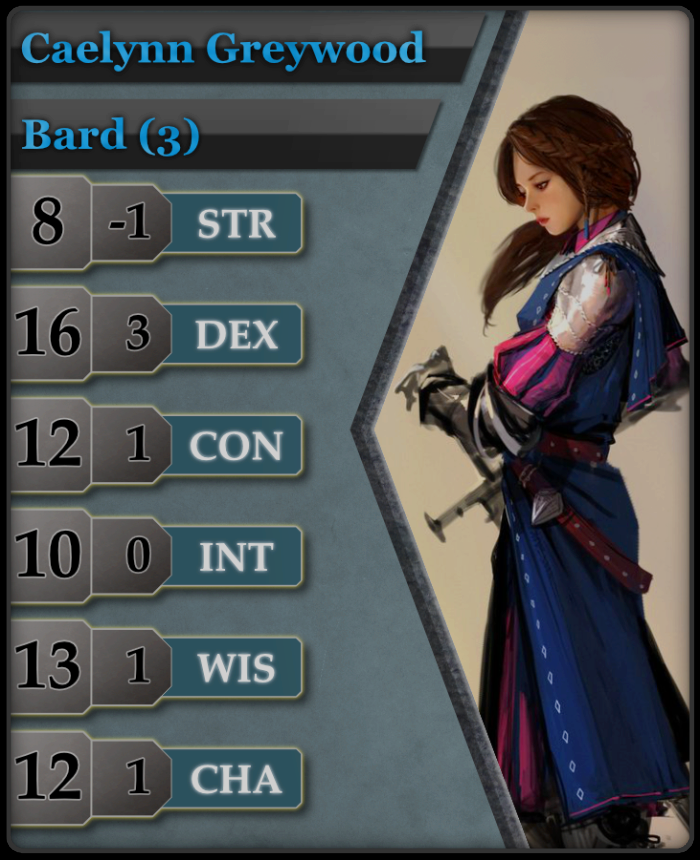 Caelynn Greywood
Bard (3)
8 -1 STR
16 3 DEX
12 1 CON
10 0 INT
13 1 WIS
12 1 CHA